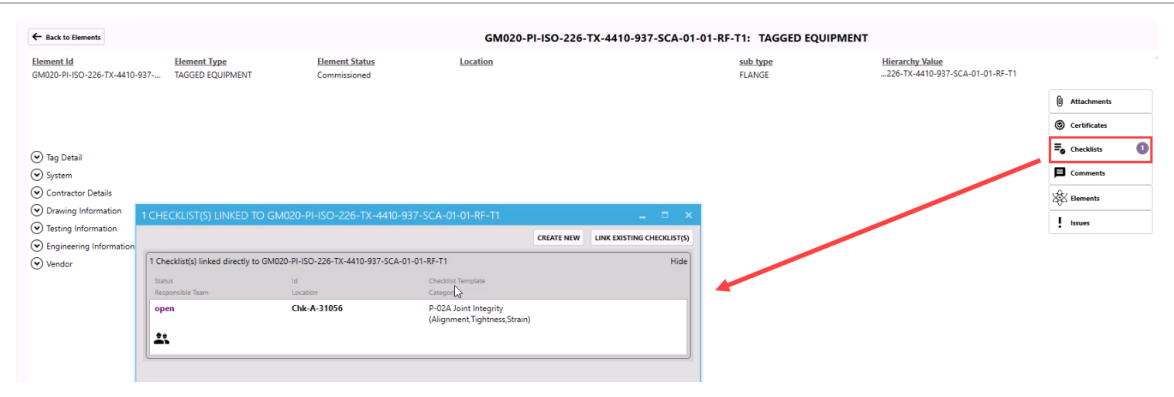 Back to Elements
GM020-PI-ISO-226-TX-4410-937-SCA-01-01-RF-T1: TAGGED EQUIPMENT
Element Id Element Type Element Status Location sub type Hierarchy Value
GM020-PI-ISO-226-TX-4410-937-... TAGGED EQUIPMENT Commissioned FLANGE ...226-TX-4410-937-SCA-01-01-RF-T1
Attachments
Certificates
Checklists 1
Comments
Elements
Issues
Tag Detail
System
Contractor Details
Drawing Information
Testing Information
Engineering Information
Vendor
1 CHECKLIST(S) LINKED TO GM020-PI-ISO-226-TX-4410-937-SCA-01-01-RF-T1
CREATE NEW LINK EXISTING CHECKLIST(S)
1 Checklist(s) linked directly to GM020-PI-ISO-226-TX-4410-937-SCA-01-01-RF-T1 Hide
Status Id Checklist Template
Responsible Team Location Category
open Chk-A-31056 P-02A Joint Integrity
(Alignment,Tightness,Strain)